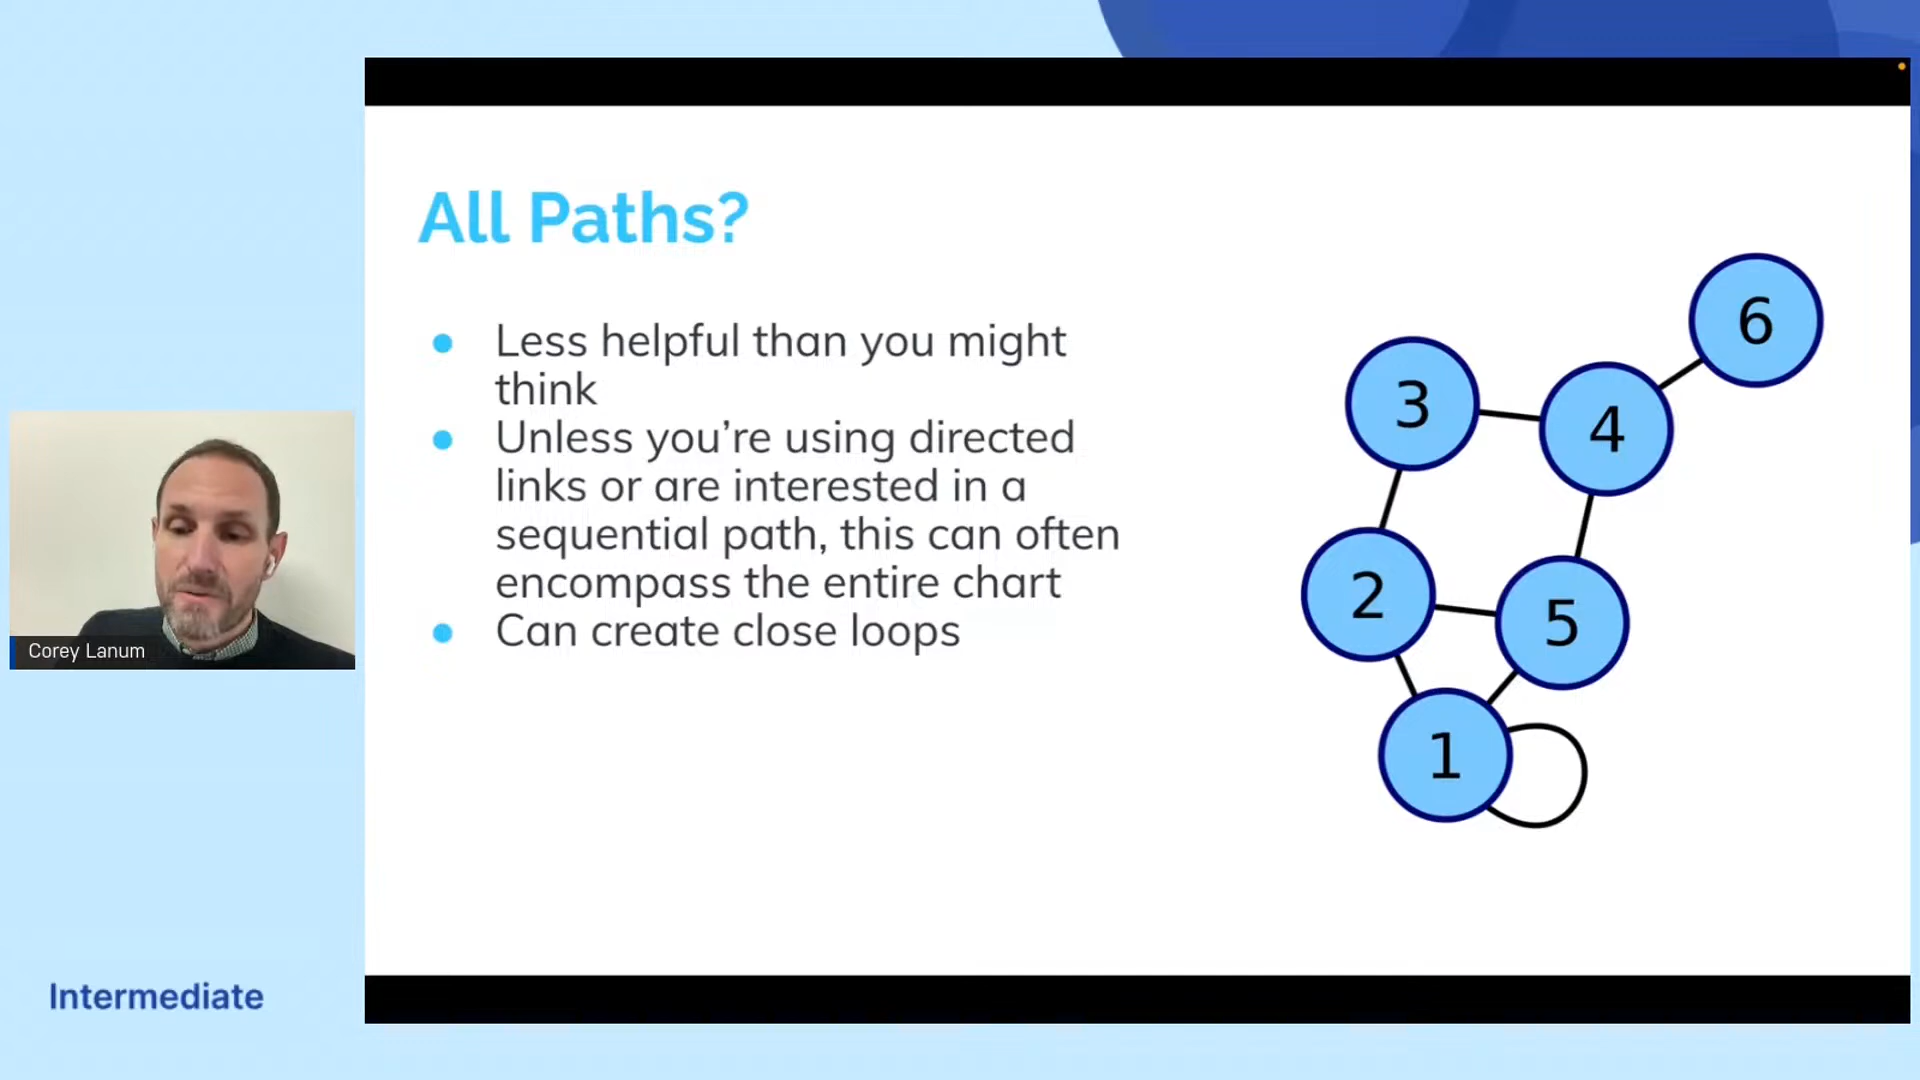 All Paths?
Less helpful than you might
think
Unless you’re using directed
links or are interested in a
sequential path, this can often
encompass the entire chart
Can create close loops
6
3
4
2
5
1
Corey Lanum
Intermediate